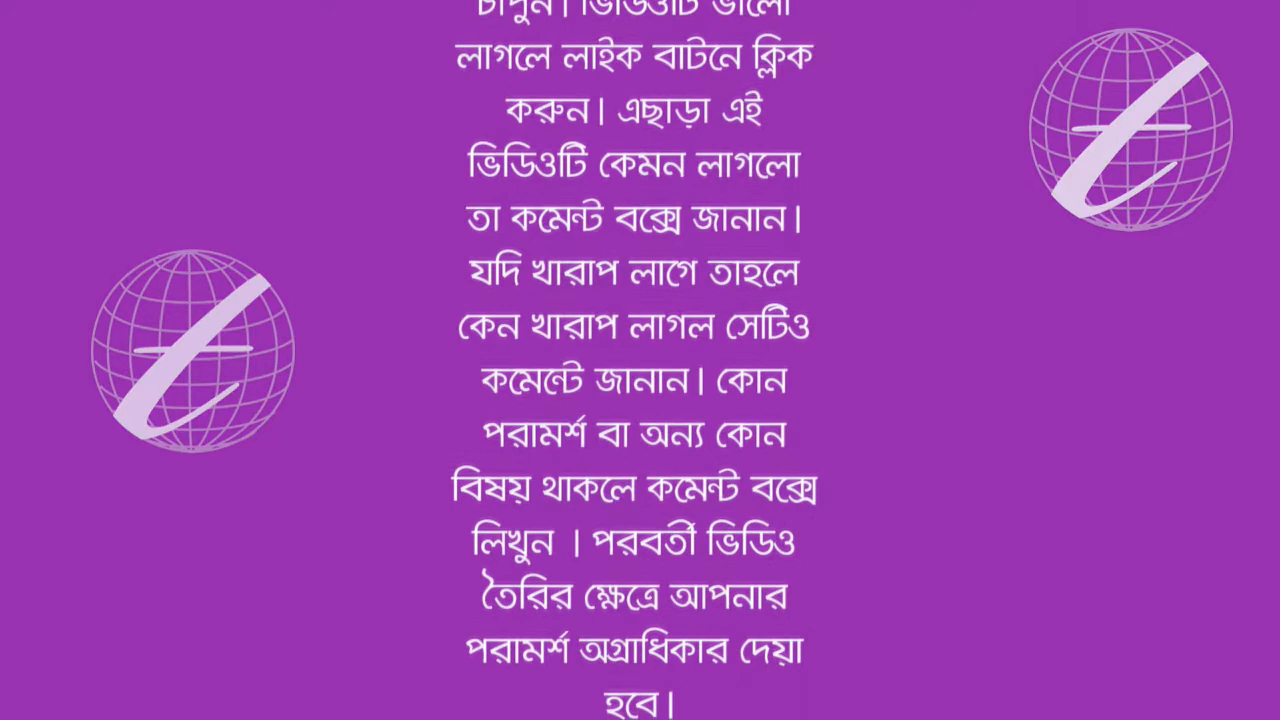 চাপুন। ভিডিওটি ভালো
লাগলে লাইক বাটনে ক্লিক
করুন। এছাড়া এই
ভিডিওটি কেমন লাগলো
তা কমেন্ট বক্সে জানান।
যদি খারাপ লাগে তাহলে
কেন খারাপ লাগল সেটিও
কমেন্টে জানান। কোন
পরামর্শ বা অন্য কোন
বিষয় থাকলে কমেন্ট বক্সে
লিখুন । পরবর্তী ভিডিও
তৈরির ক্ষেত্রে আপনার
পরামর্শ অগ্রাধিকার দেয়া
হবে।